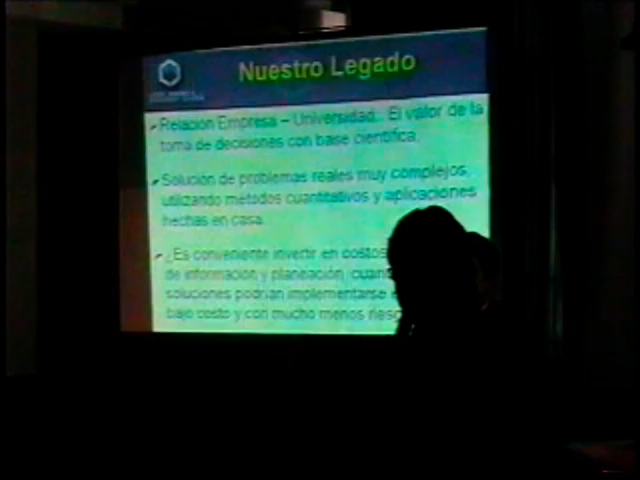 Nuestro Legado
Relación Empresa – Universidad: El valor de la
toma de decisiones con base científica.
Solución de problemas reales muy complejos,
utilizando métodos cuantitativos y aplicaciones
hechas en casa.
¿Es conveniente invertir en costos
de información y planeación,
soluciones podrían implementarse
bajo costo y con mucho menos